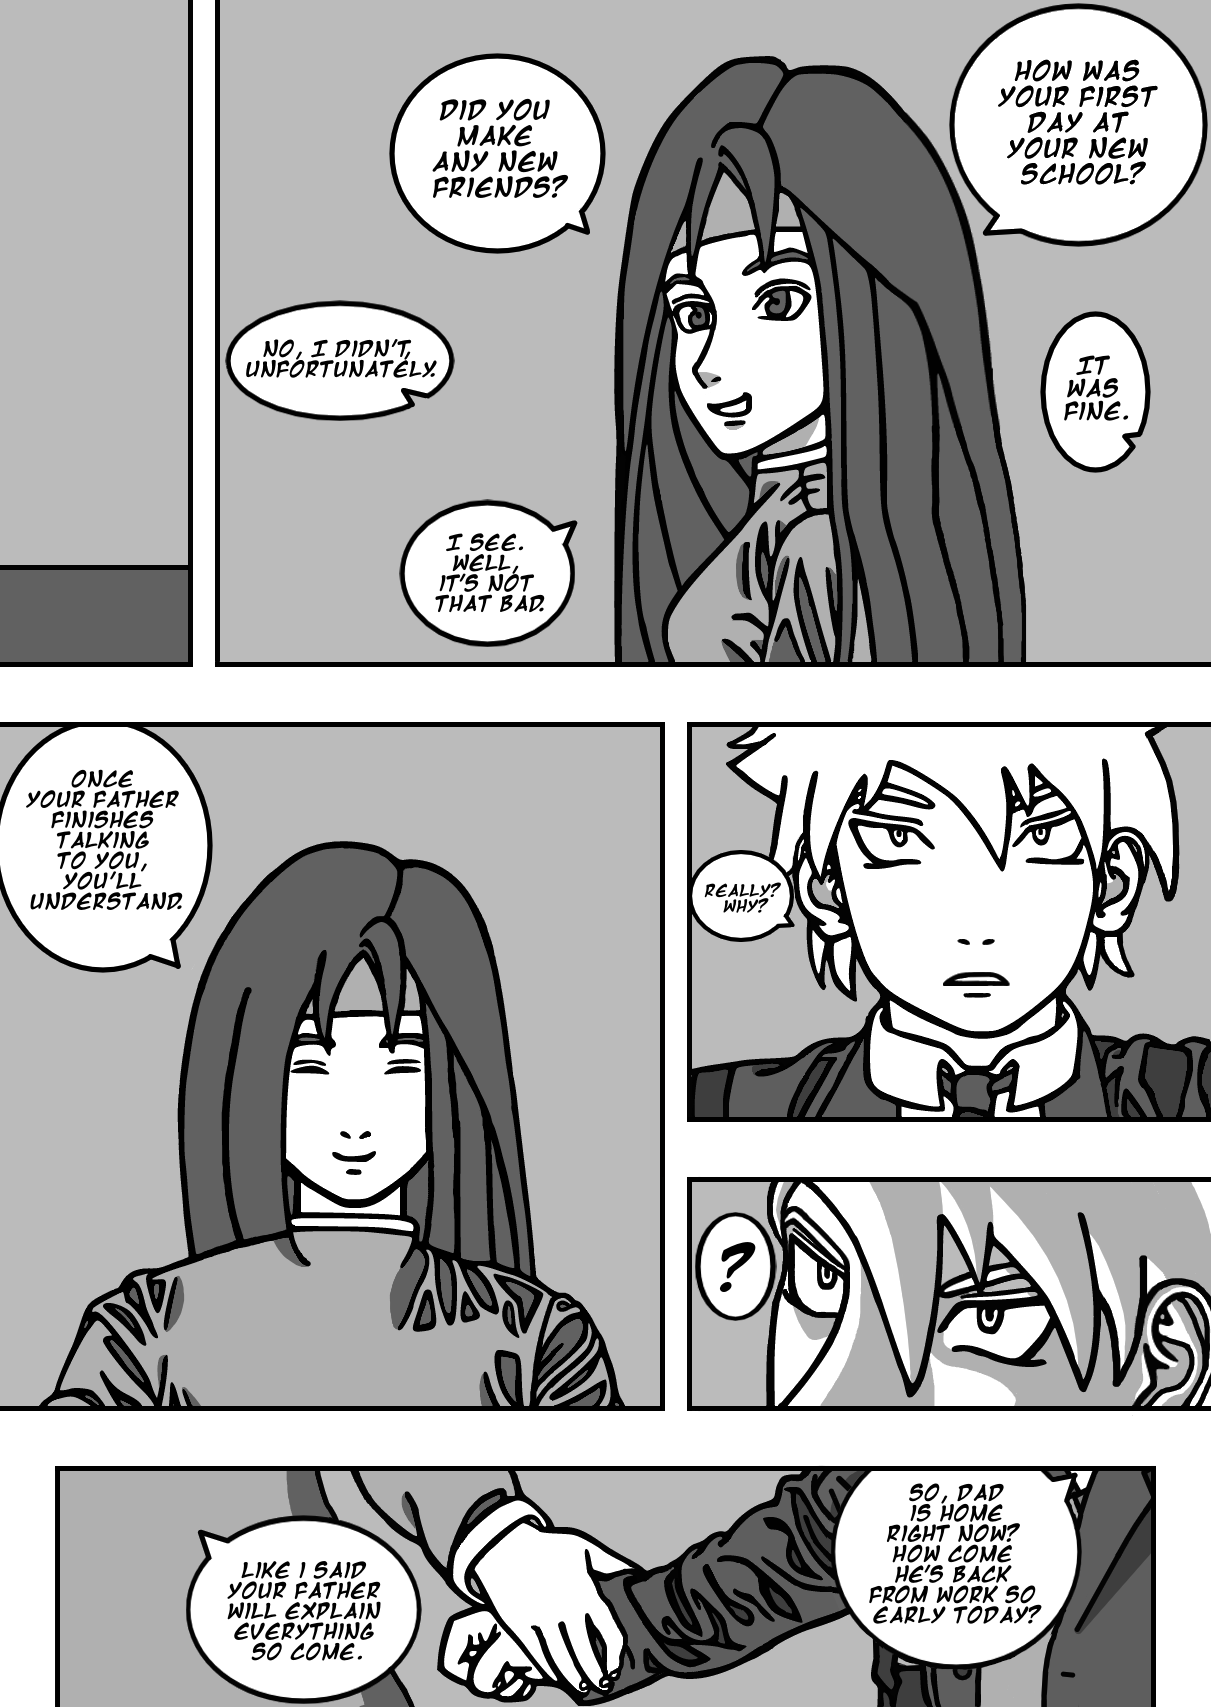 HOW WAS
YOUR FIRST
DAY AT
YOUR NEW
SCHOOL?
IT
WAS
FINE.
DID YOU
MAKE
ANY NEW
FRIENDS?
NO, I DIDN'T,
UNFORTUNATELY.
I SEE.
WELL,
IT'S NOT
THAT BAD.
REALLY?
WHY?
?
ONCE
YOUR FATHER
FINISHES
TALKING
TO YOU,
YOU'LL
UNDERSTAND.
SO, DAD
IS HOME
RIGHT NOW?
HOW COME
HE'S BACK
FROM WORK SO
EARLY TODAY?
LIKE I SAID
YOUR FATHER
WILL EXPLAIN
EVERYTHING
SO COME.